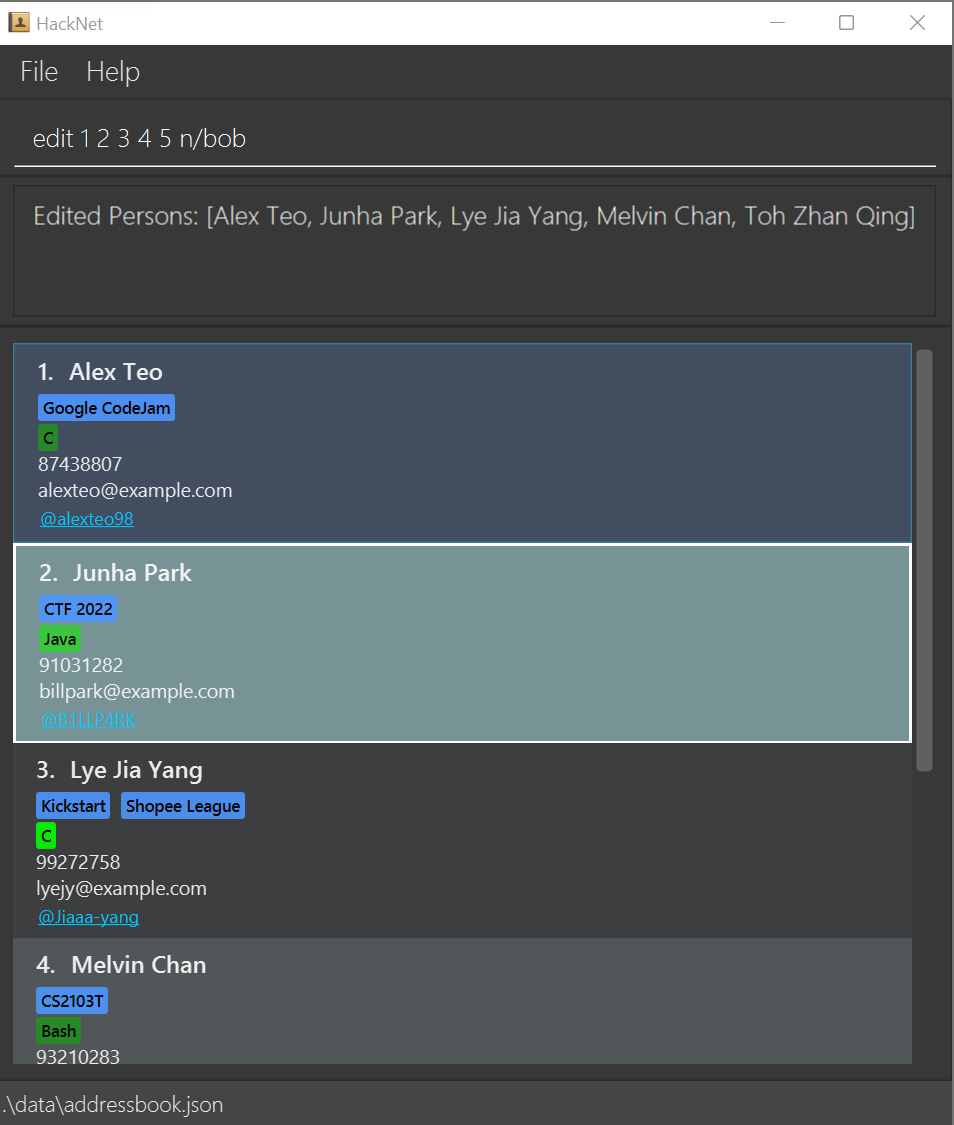 HackNet
File Help
edit 1 2 3 4 5 n/bob
Edited Persons: [Alex Teo, Junha Park, Lye Jia Yang, Melvin Chan, Toh Zhan Qing]
1. Alex Teo
Google CodeJam
C
87438807
alexteo@example.com
@alexteo98
2. Junha Park
CTF 2022
Java
91031282
billpark@example.com
@B1LLP4RK
3. Lye Jia Yang
Kickstart Shopee League
C
99272758
lyejy@example.com
@Jiaaa-yang
4. Melvin Chan
CS2103T
Bash
93210283
.\data\addressbook.json